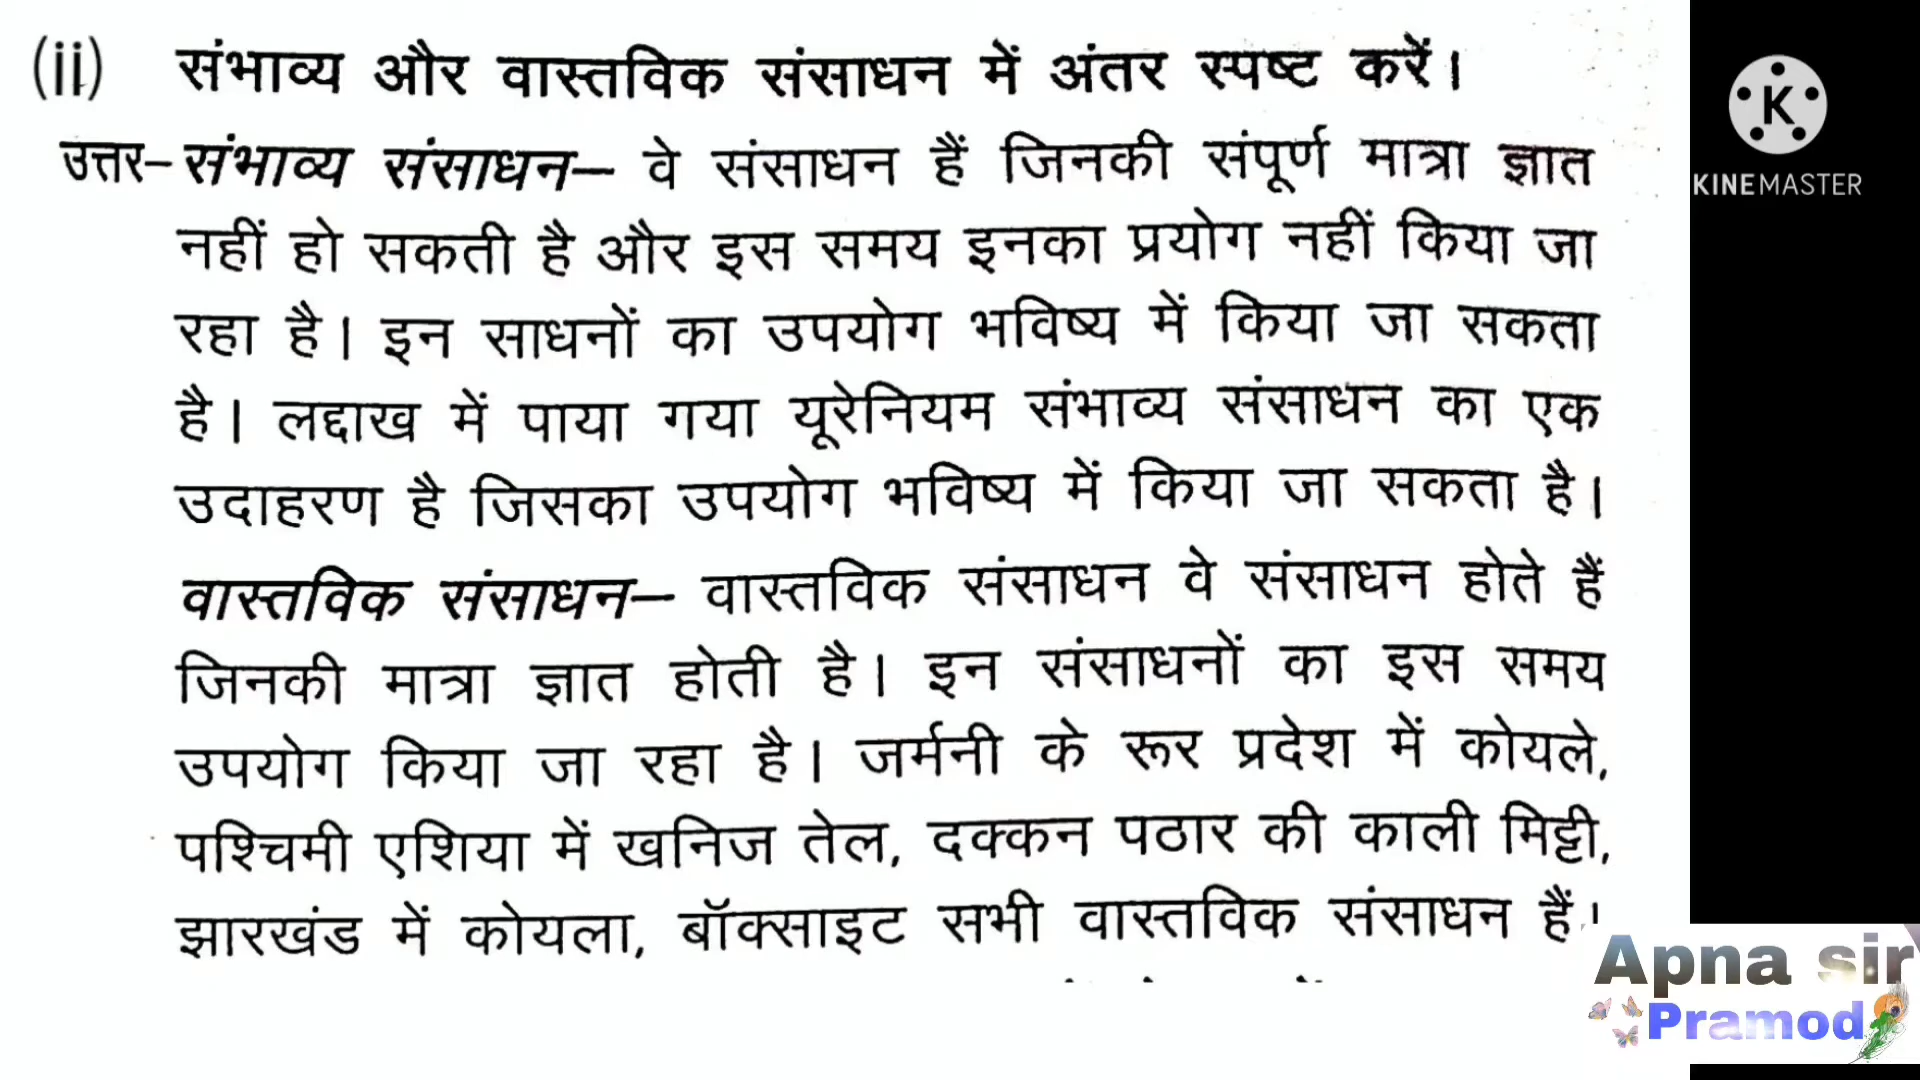 (ii) संभाव्य और वास्तविक संसाधन में अंतर स्पष्ट करें।
उत्तर– संभाव्य संसाधन– वे संसाधन हैं जिनकी संपूर्ण मात्रा ज्ञात
नहीं हो सकती है और इस समय इनका प्रयोग नहीं किया जा
रहा है। इन साधनों का उपयोग भविष्य में किया जा सकता
है। लद्दाख में पाया गया यूरेनियम संभाव्य संसाधन का एक
उदाहरण है जिसका उपयोग भविष्य में किया जा सकता है।
वास्तविक संसाधन– वास्तविक संसाधन वे संसाधन होते हैं
जिनकी मात्रा ज्ञात होती है। इन संसाधनों का इस समय
उपयोग किया जा रहा है। जर्मनी के रूर प्रदेश में कोयले,
पश्चिमी एशिया में खनिज तेल, दक्कन पठार की काली मिट्टी,
झारखंड में कोयला, बॉक्साइट सभी वास्तविक संसाधन हैं।
K
KINEMASTER
Apna sir
Pramod